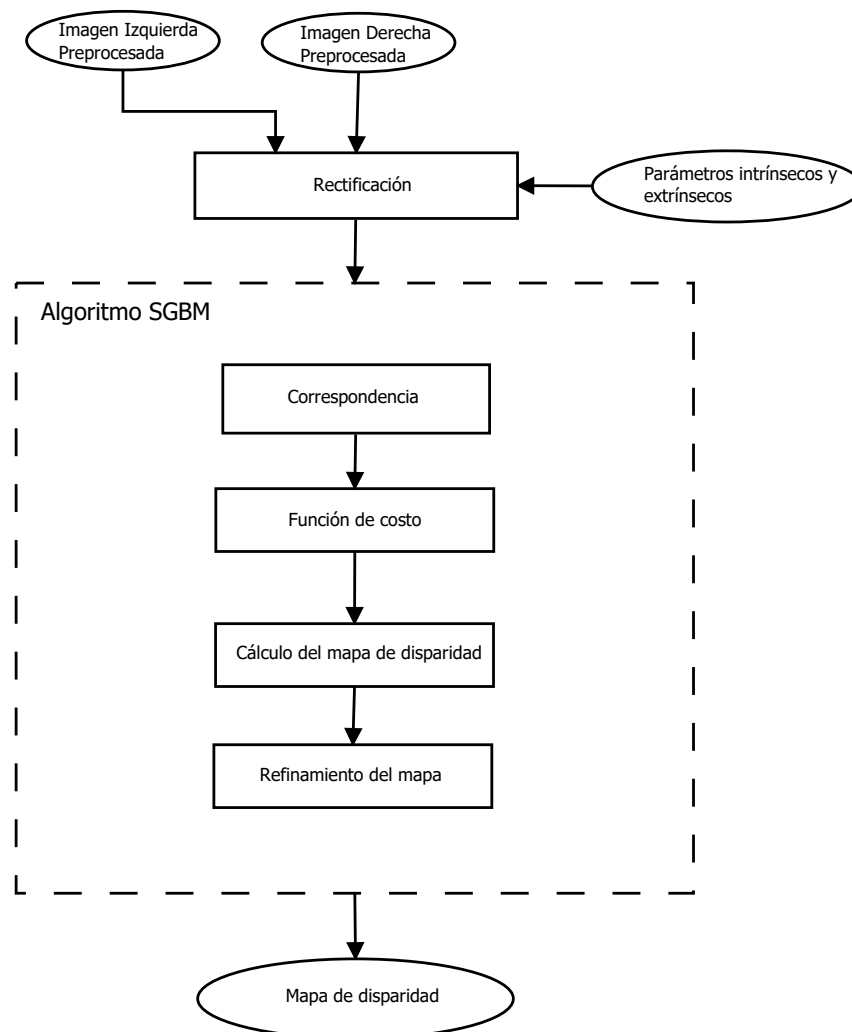 Imagen Izquierda
Preprocesada
Imagen Derecha
Preprocesada
Rectificación
Parámetros intrínsecos y
extrínsecos
Algoritmo SGBM
Correspondencia
Función de costo
Cálculo del mapa de disparidad
Refinamiento del mapa
Mapa de disparidad